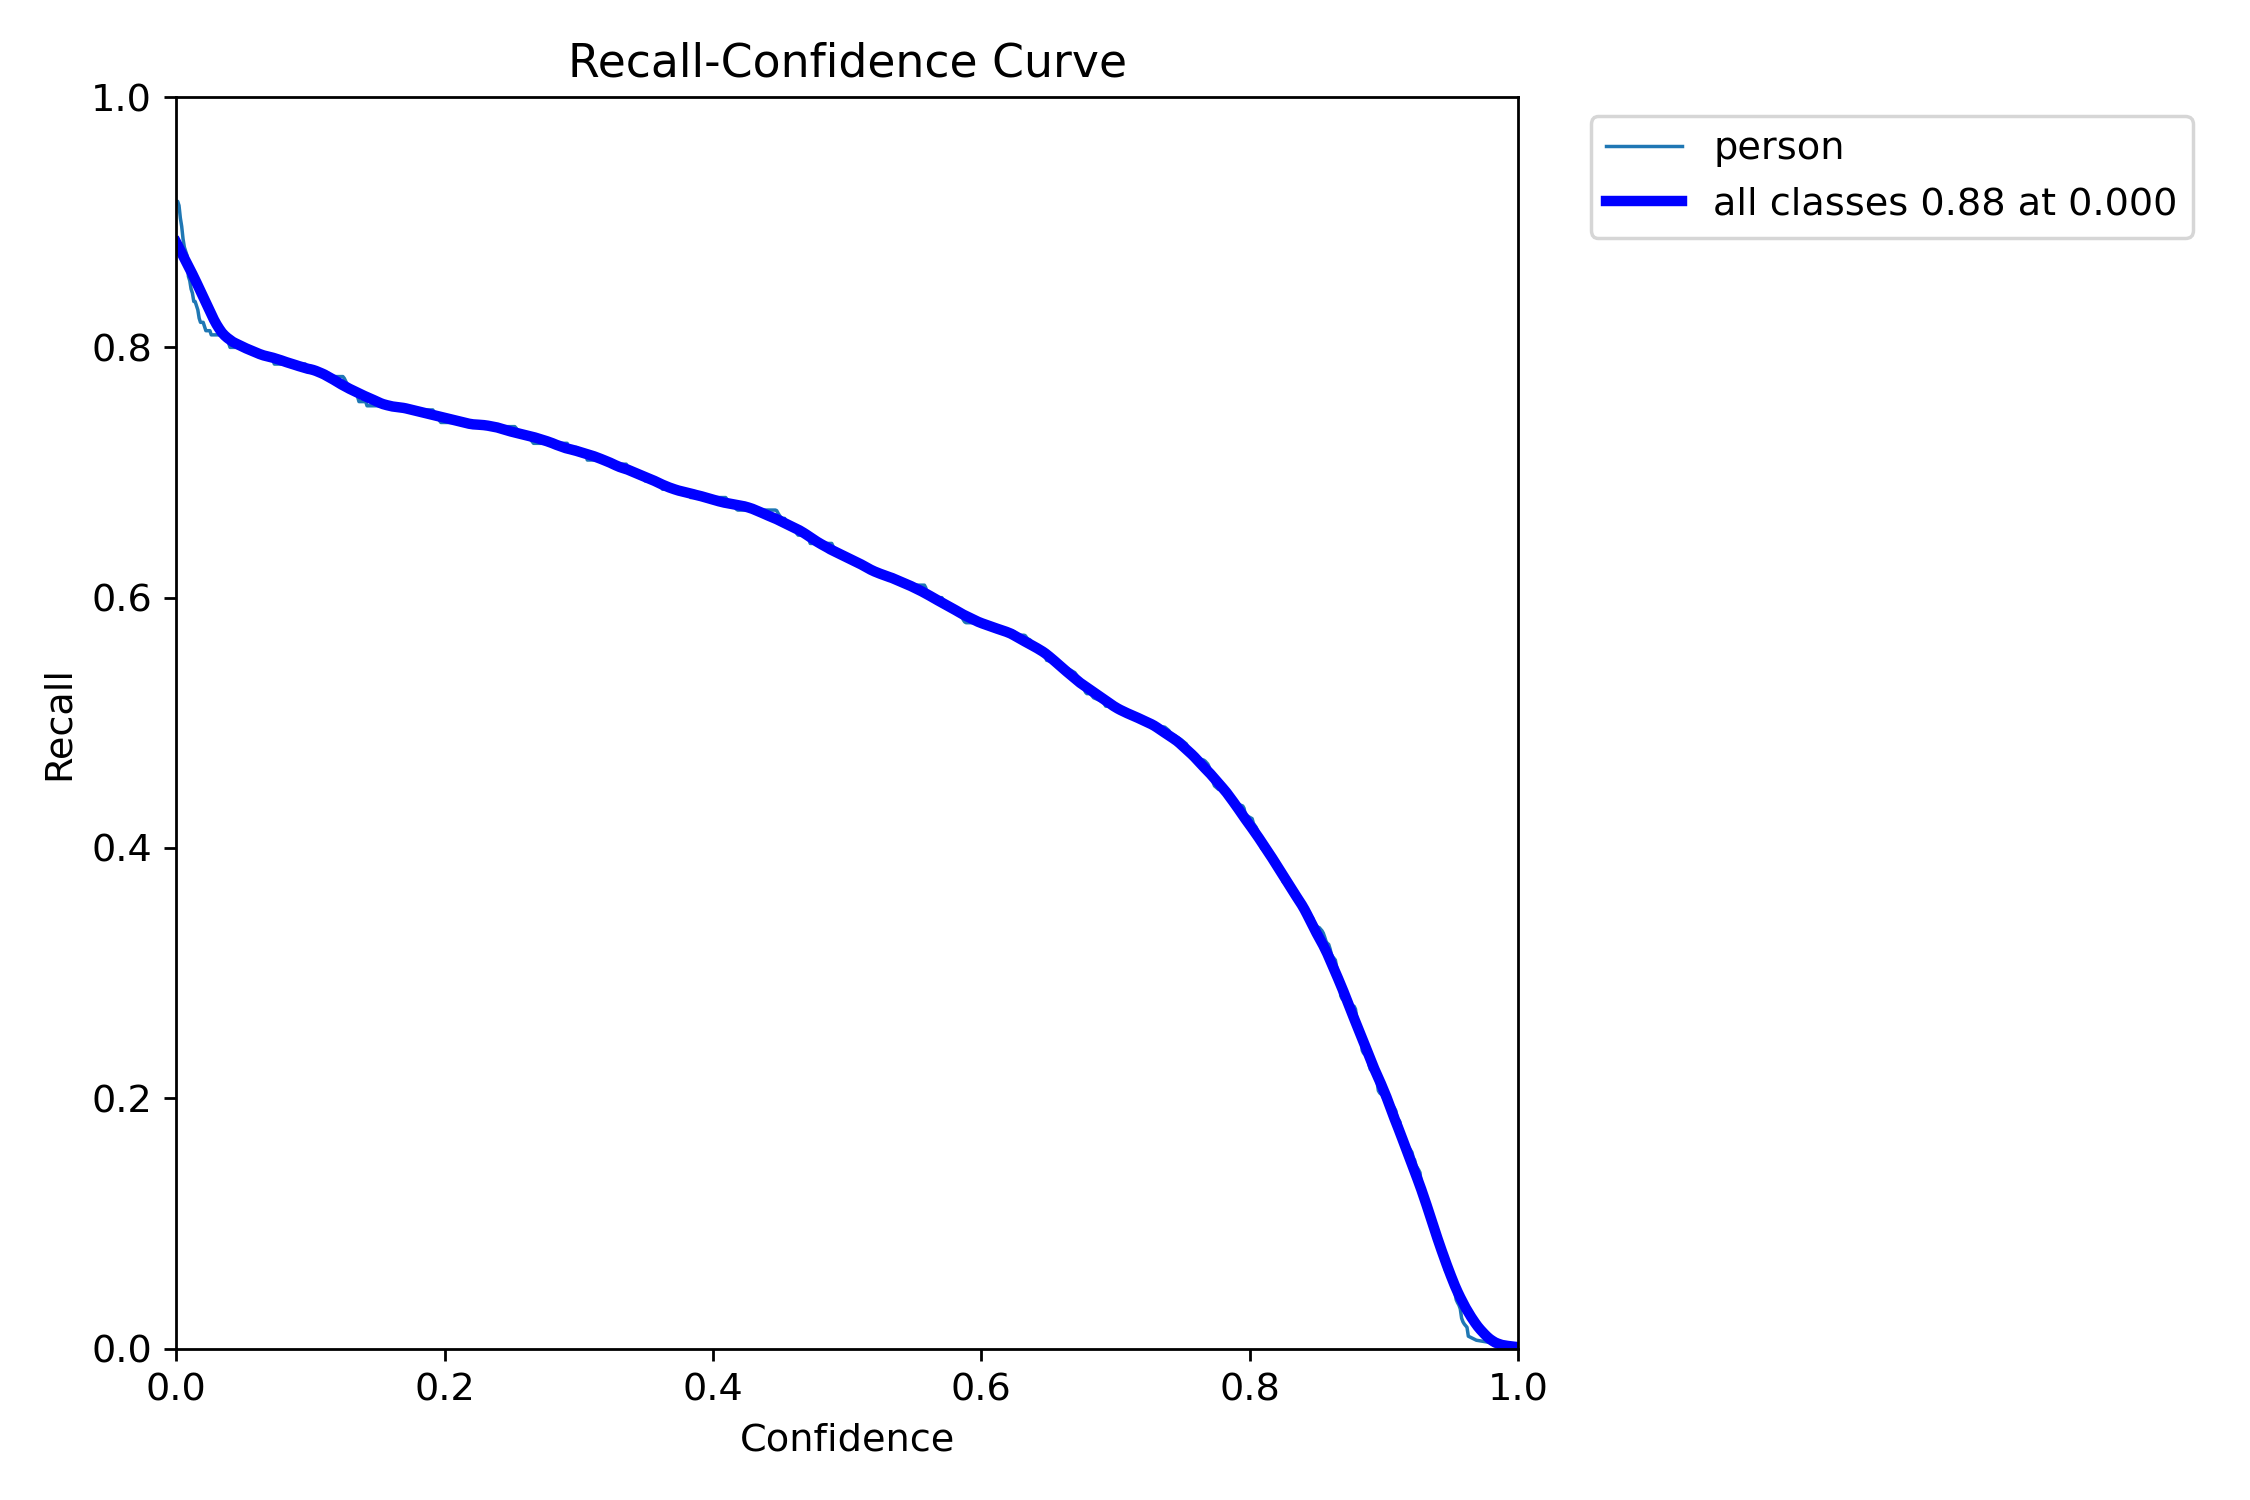 Recall-Confidence Curve
1.0
0.8
0.6
0.4
0.2
0.0
Recall
0.0 0.2 0.4 0.6 0.8 1.0
Confidence
person
all classes 0.88 at 0.000